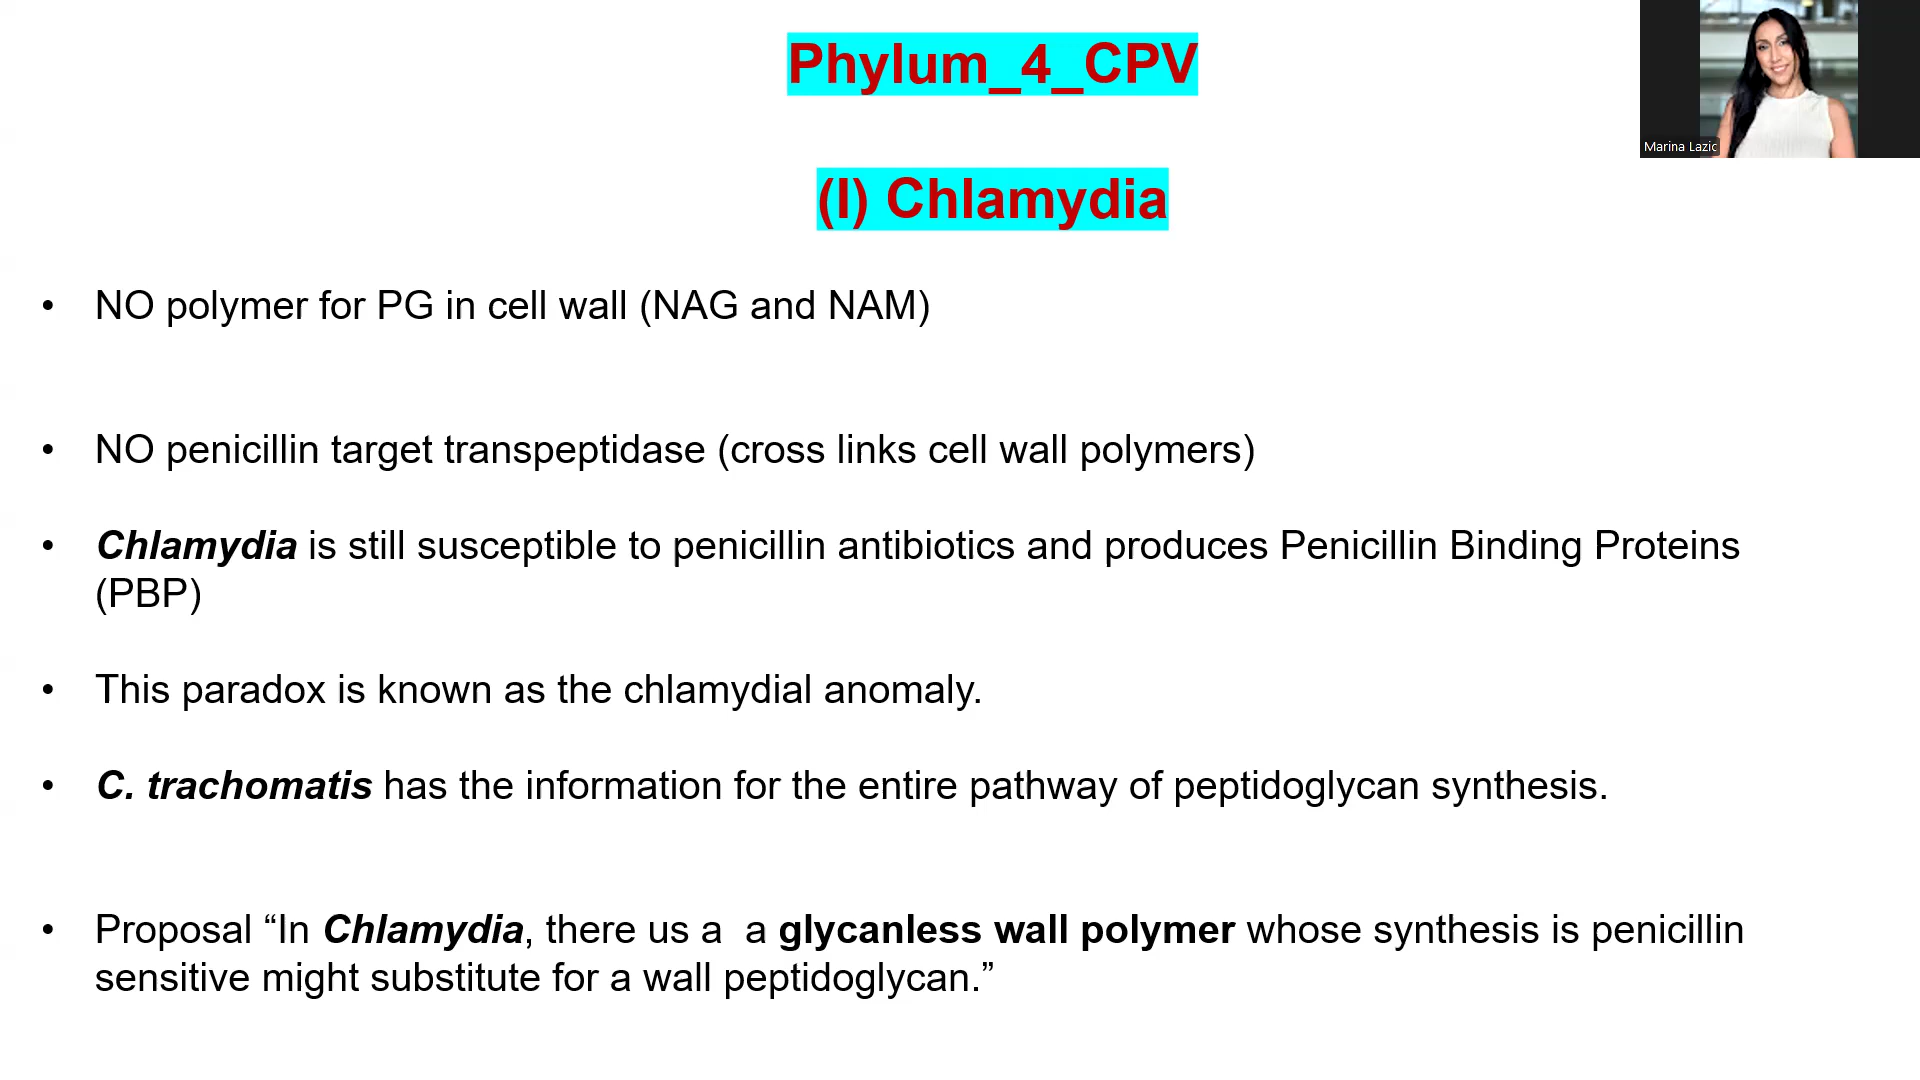 Phylum_4_CPV
Marina Lazic
(I) Chlamydia
• NO polymer for PG in cell wall (NAG and NAM)
• NO penicillin target transpeptidase (cross links cell wall polymers)
• Chlamydia is still susceptible to penicillin antibiotics and produces Penicillin Binding Proteins
(PBP)
• This paradox is known as the chlamydial anomaly.
• C. trachomatis has the information for the entire pathway of peptidoglycan synthesis.
• Proposal “In Chlamydia, there us a  a glycanless wall polymer whose synthesis is penicillin
sensitive might substitute for a wall peptidoglycan.”